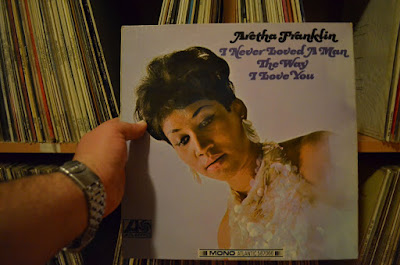 Aretha Franklin
I Never Loved A Man
The Way
I Love You
MONO